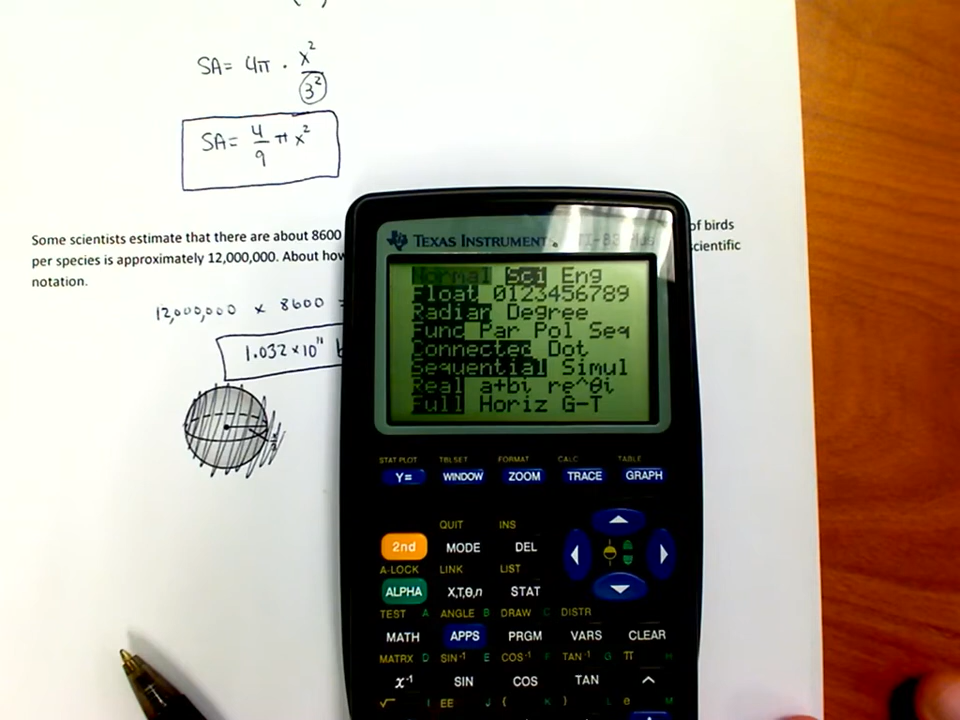 SA= 4π · x²
3²
SA= 4 π x²
9
Some scientists estimate that there are about 8600 of birds
per species is approximately 12,000,000. About how scientific
notation.
12,000,000 × 8600 =
1.032 × 10¹¹ b
TEXAS INSTRUMENTS TI-83 Plus
Normal Sci Eng
Float 0123456789
Radian Degree
Func Par Pol Seq
Connected Dot
Sequential Simul
Real a+bi re^θi
Full Horiz G-T
STAT PLOT TBLSET FORMAT CALC TABLE
Y= WINDOW ZOOM TRACE GRAPH
QUIT INS
2nd MODE DEL
A-LOCK LINK LIST
ALPHA X,T,θ,n STAT
TEST A ANGLE B DRAW C DISTR
MATH APPS PRGM VARS CLEAR
MATRX D SIN⁻¹ E COS⁻¹ F TAN⁻¹ G π H
x⁻¹ SIN COS TAN ^
√ I EE J { K } L e M